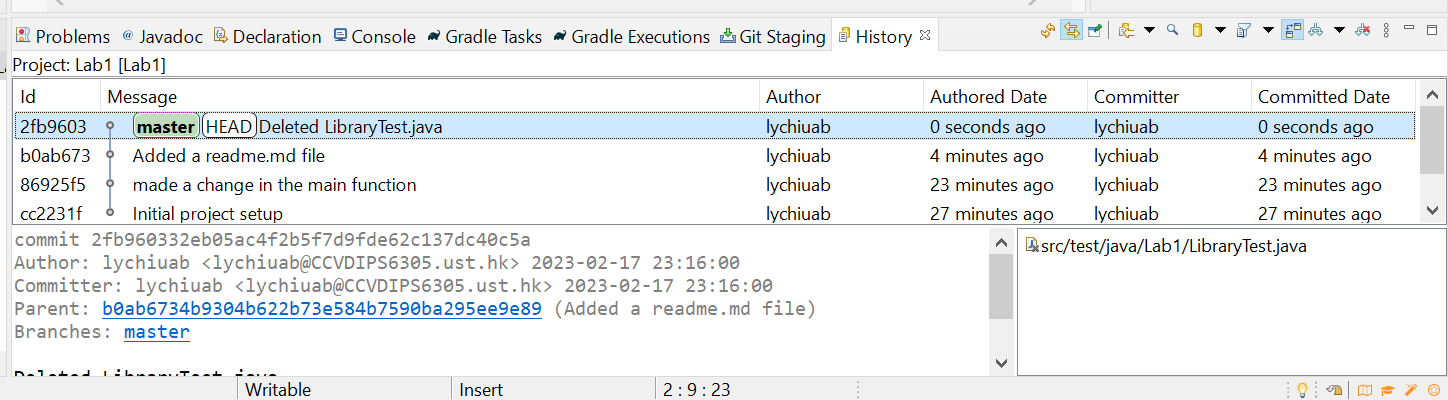 Problems @ Javadoc Declaration Console Gradle Tasks Gradle Executions Git Staging History
Project: Lab1 [Lab1]
Id Message Author Authored Date Committer Committed Date
2fb9603 master HEAD Deleted LibraryTest.java lychiuab 0 seconds ago lychiuab 0 seconds ago
b0ab673 Added a readme.md file lychiuab 4 minutes ago lychiuab 4 minutes ago
86925f5 made a change in the main function lychiuab 23 minutes ago lychiuab 23 minutes ago
cc2231f Initial project setup lychiuab 27 minutes ago lychiuab 27 minutes ago
commit 2fb960332eb05ac4f2b5f7d9fde62c137dc40c5a
src/test/java/Lab1/LibraryTest.java
Author: lychiuab <lychiuab@CCVDIPS6305.ust.hk> 2023-02-17 23:16:00
Committer: lychiuab <lychiuab@CCVDIPS6305.ust.hk> 2023-02-17 23:16:00
Parent: b0ab6734b9304b622b73e584b7590ba295ee9e89 (Added a readme.md file)
Branches: master
Deleted LibraryTest.java
Writable Insert 2 : 9 : 23